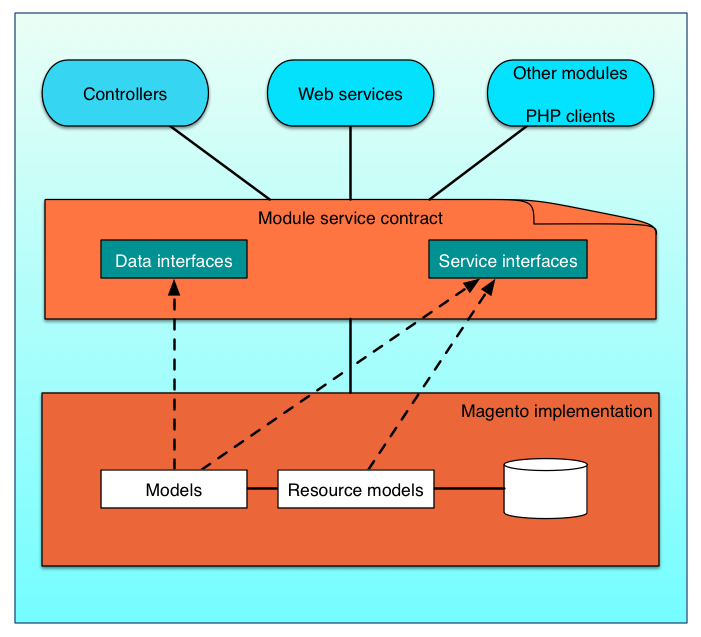 Controllers
Web services
Other modules
PHP clients
Module service contract
Data interfaces
Service interfaces
Magento implementation
Models
Resource models